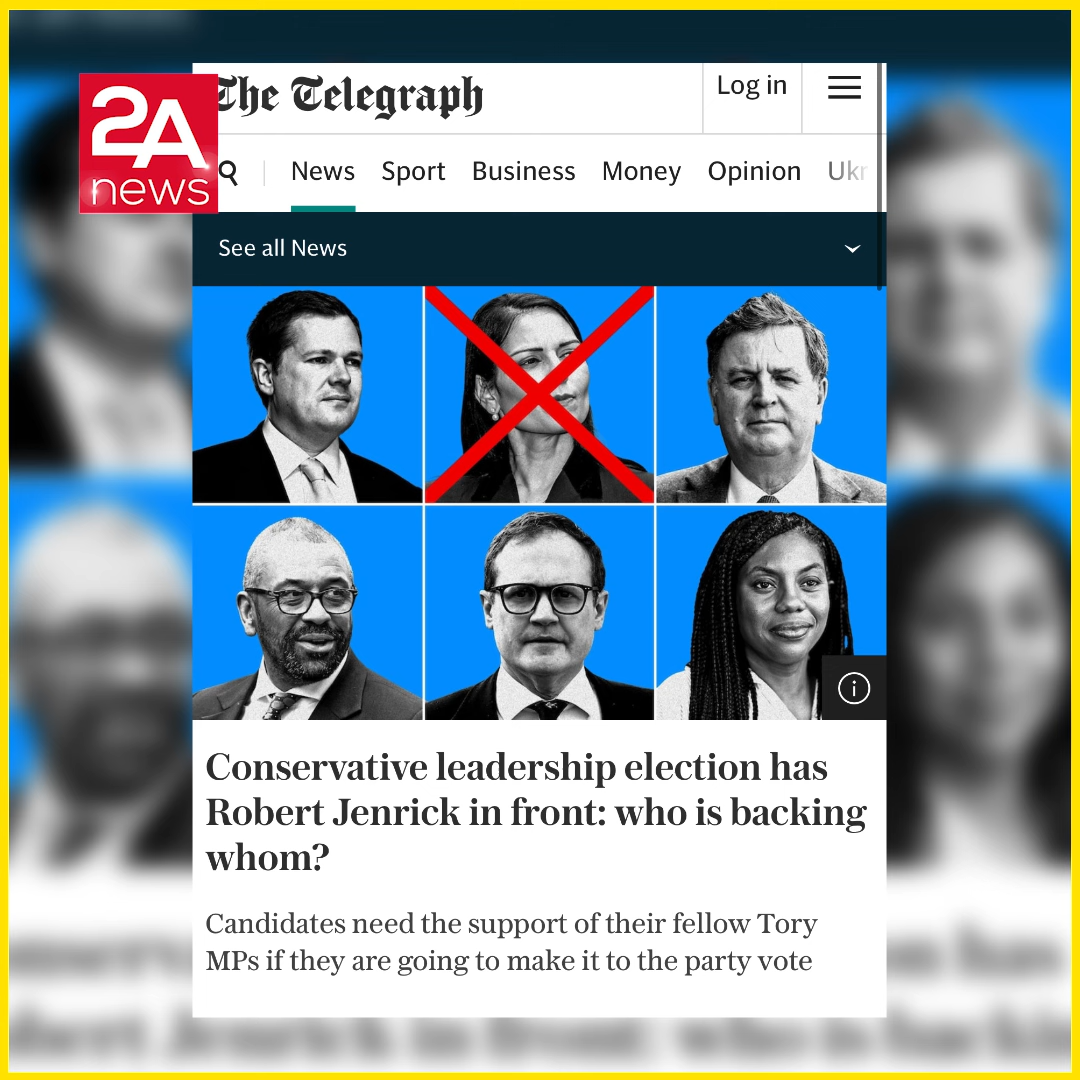 2A
news
The Telegraph
Log in
News Sport Business Money Opinion Ukr
See all News
Conservative leadership election has
Robert Jenrick in front: who is backing
whom?
Candidates need the support of their fellow Tory
MPs if they are going to make it to the party vote